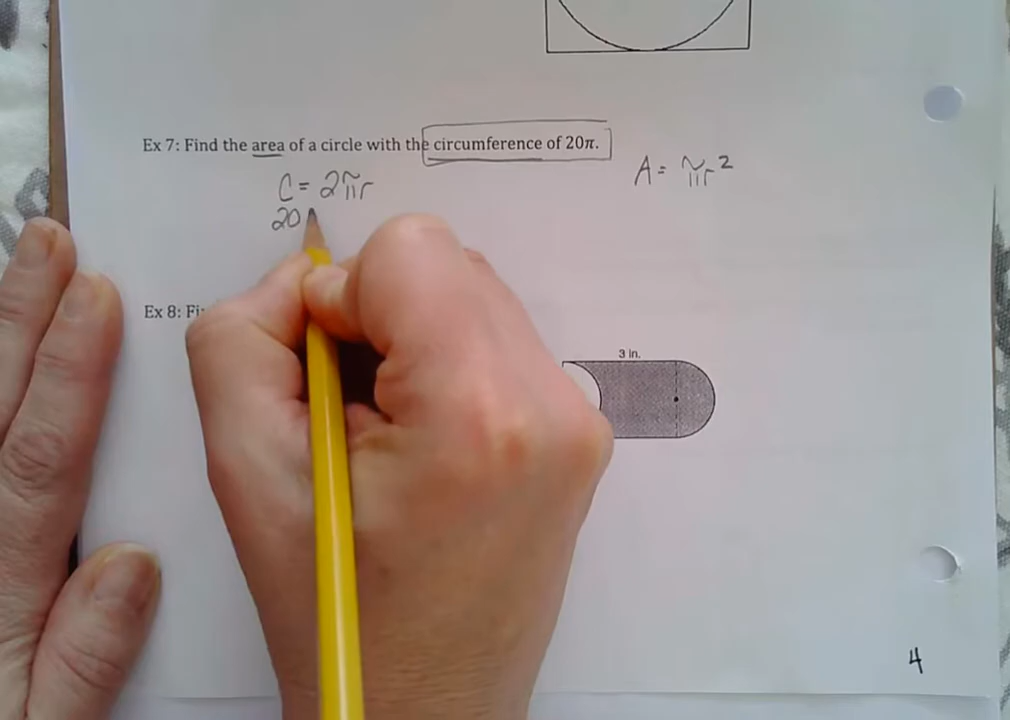 Ex 7: Find the area of a circle with the circumference of 20π.
C = 2πr
A = πr²
20
Ex 8: Fi
3 in.
4